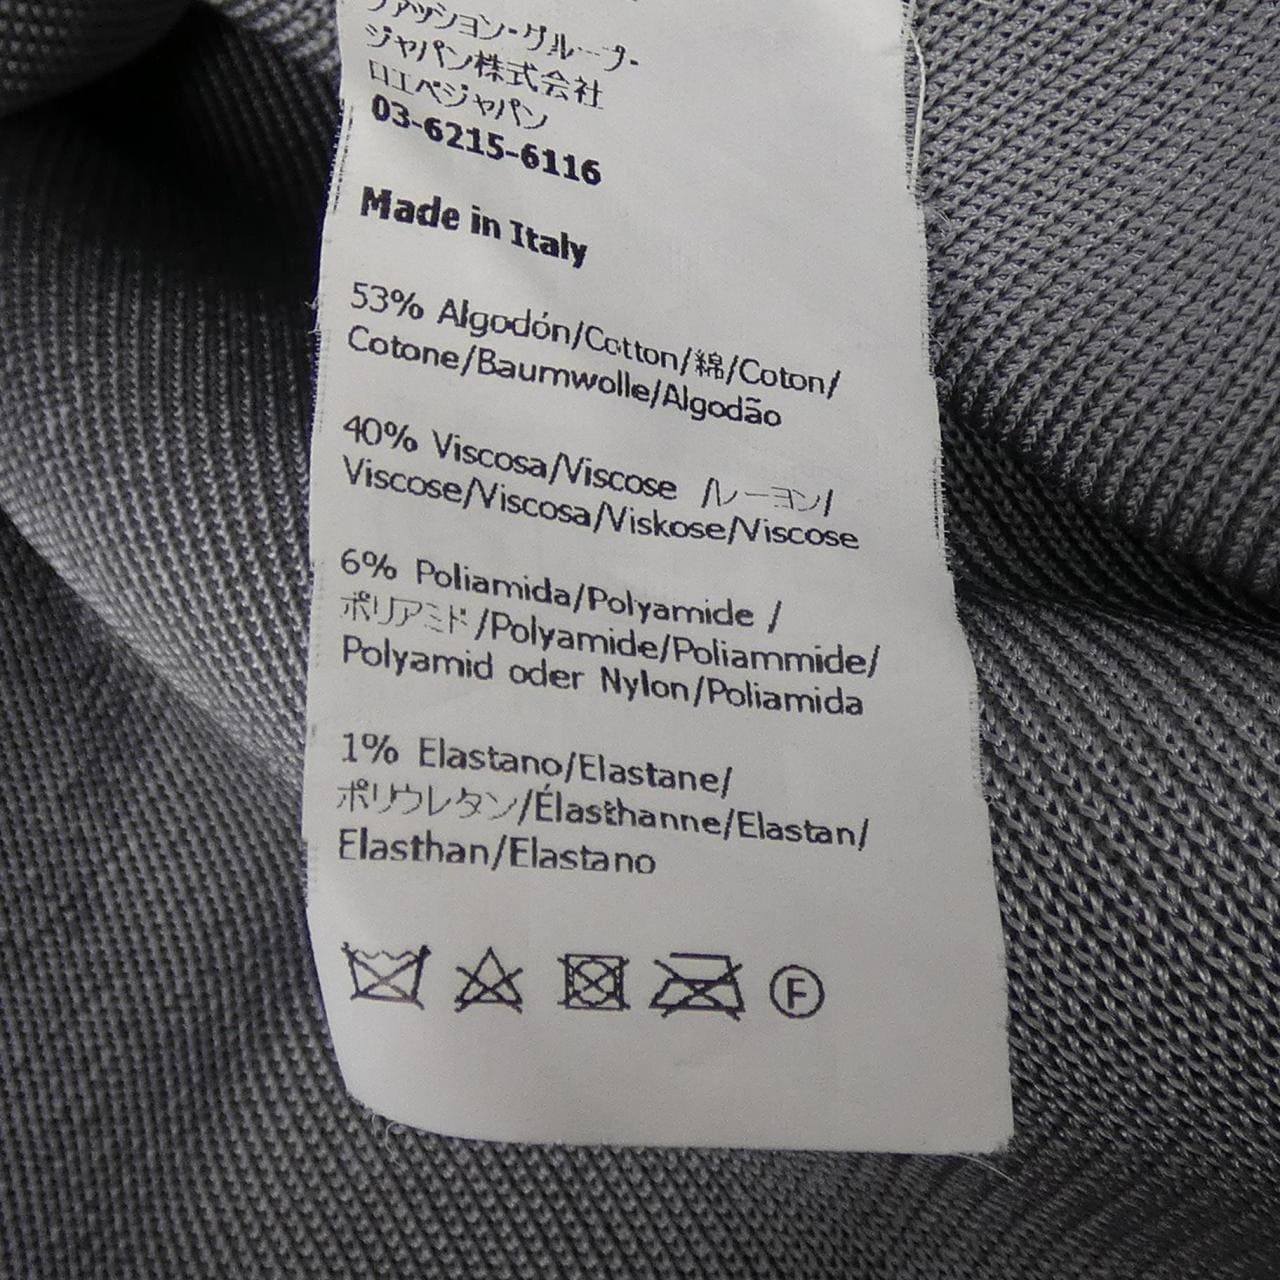 ファッション・グループ・
ジャパン株式会社
ロエベジャパン
03-6215-6116
Made in Italy
53% Algodón/Cotton/綿/Coton/
Cotone/Baumwolle/Algodão
40% Viscosa/Viscose /レーヨン/
Viscose/Viscosa/Viskose/Viscose
6% Poliamida/Polyamide /
ポリアミド/Polyamide/Poliammide/
Polyamid oder Nylon/Poliamida
1% Elastano/Elastane/
ポリウレタン/Élasthanne/Elastan/
Elasthan/Elastano
F